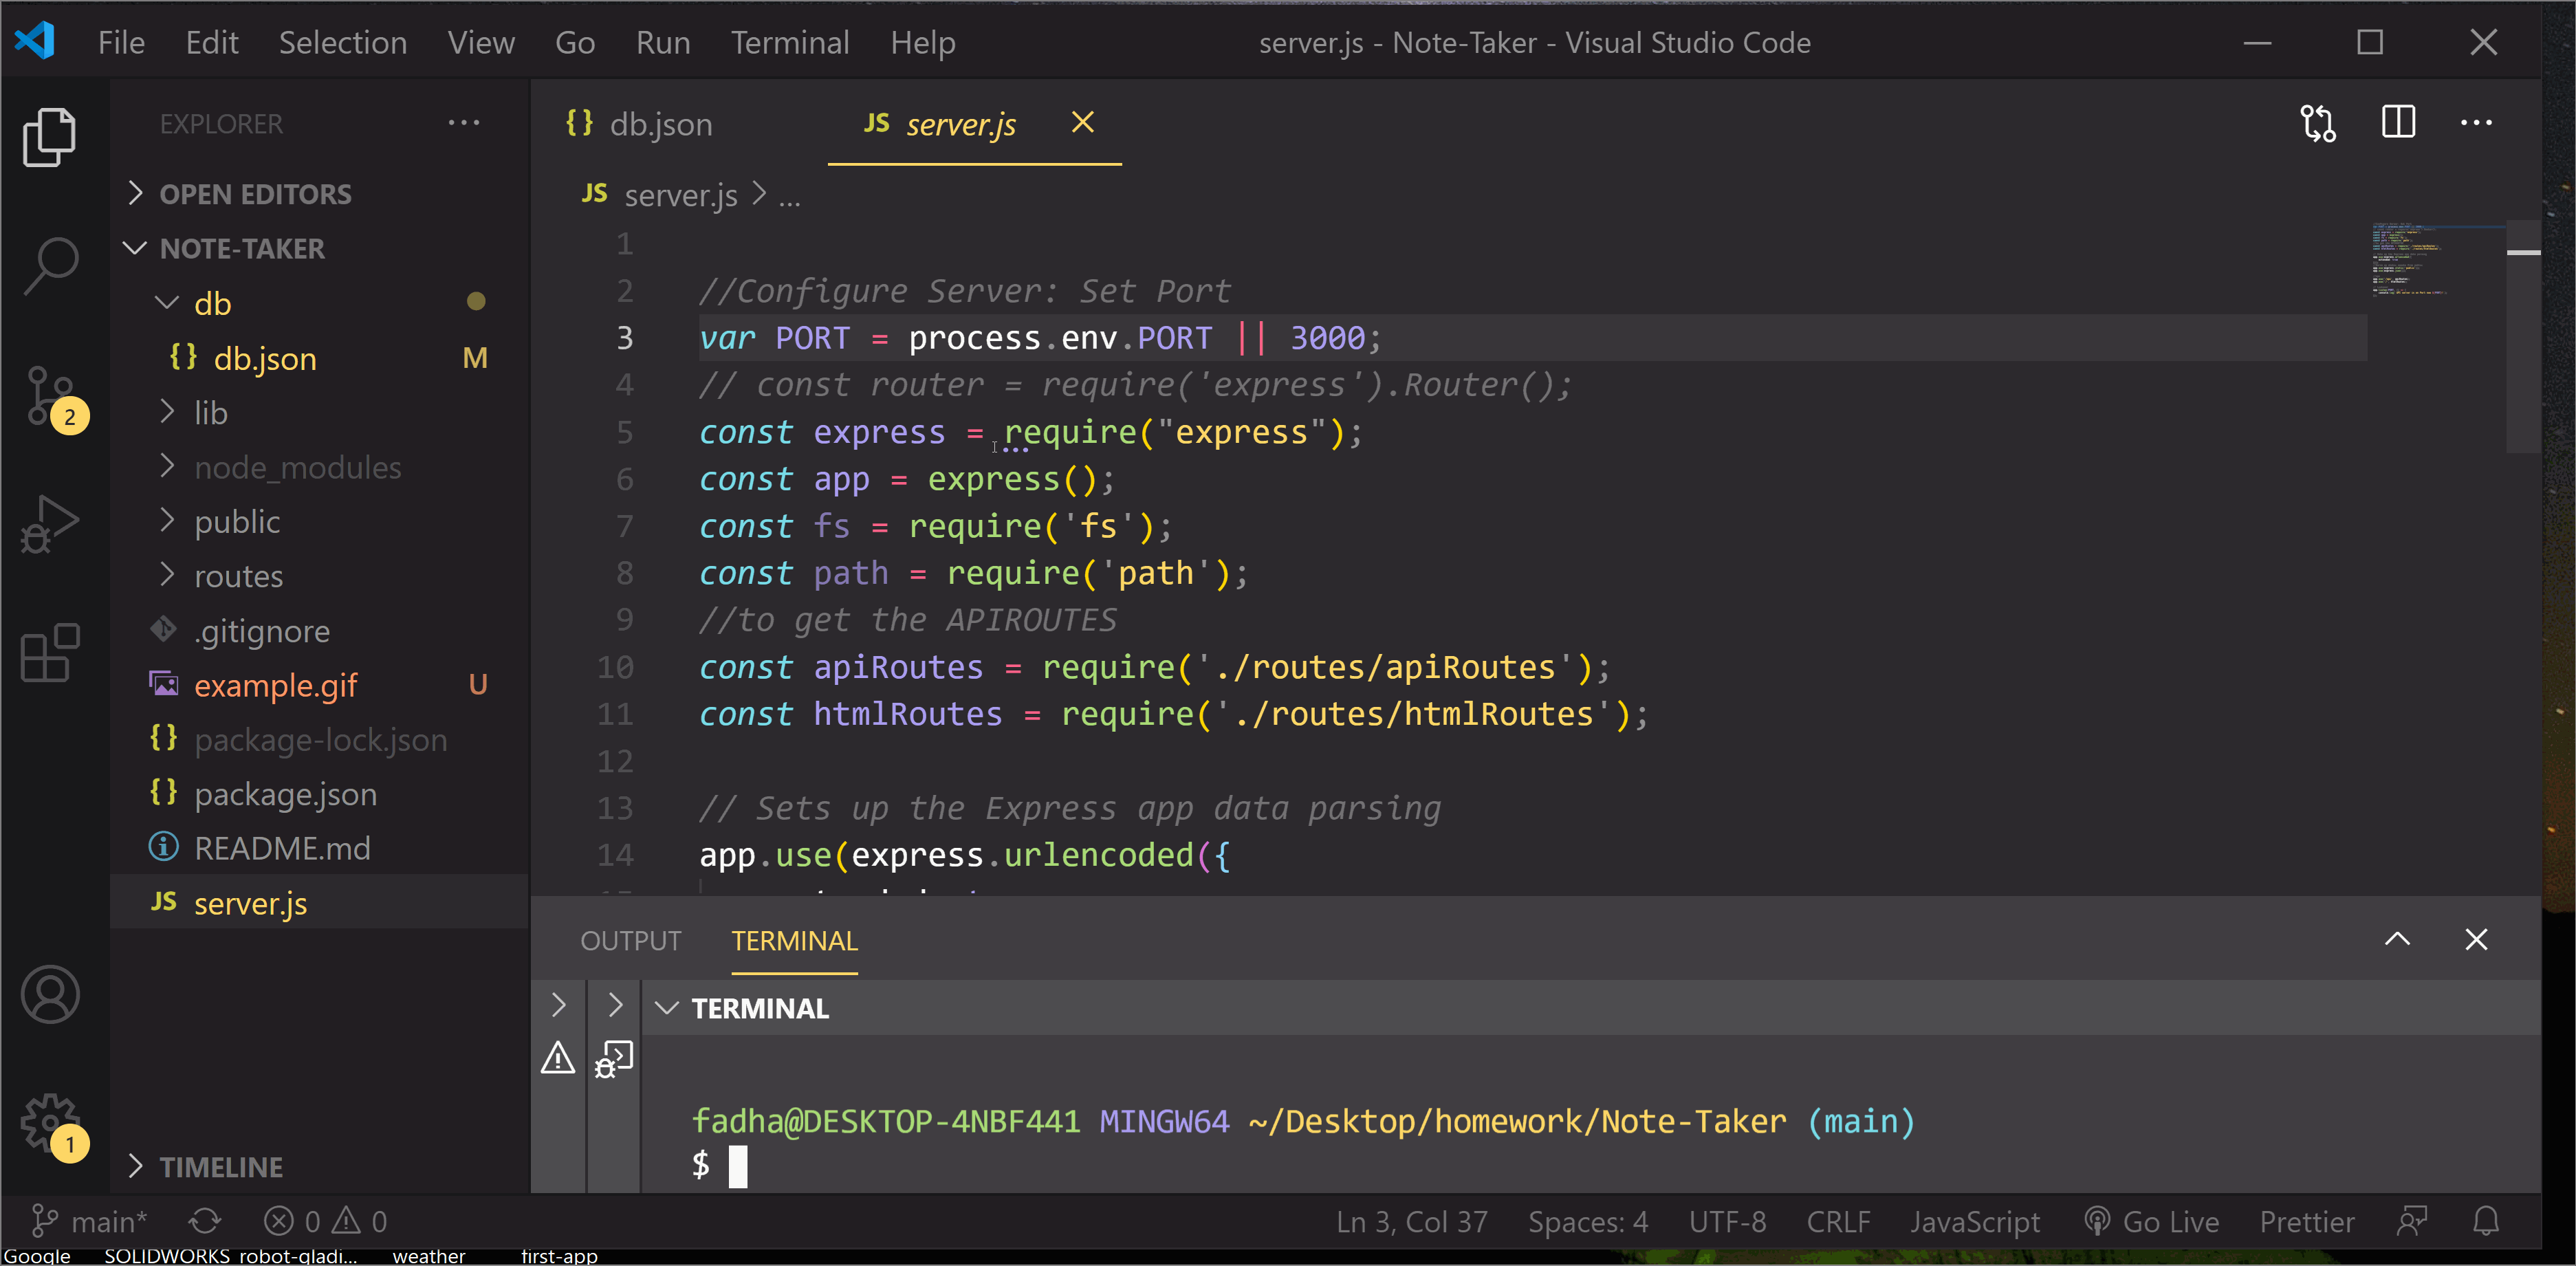 File Edit Selection View Go Run Terminal Help server.js - Note-Taker - Visual Studio Code
EXPLORER
OPEN EDITORS
NOTE-TAKER
db
{} db.json M
lib
node_modules
public
routes
.gitignore
example.gif U
{} package-lock.json
{} package.json
README.md
JS server.js
TIMELINE
2
1
{} db.json JS server.js
JS server.js > ...
1
2 //Configure Server: Set Port
3 var PORT = process.env.PORT || 3000;
4 // const router = require('express').Router();
5 const express = require("express");
6 const app = express();
7 const fs = require('fs');
8 const path = require('path');
9 //to get the APIROUTES
10 const apiRoutes = require('./routes/apiRoutes');
11 const htmlRoutes = require('./routes/htmlRoutes');
12
13 // Sets up the Express app data parsing
14 app.use(express.urlencoded({
OUTPUT TERMINAL
TERMINAL
fadha@DESKTOP-4NBF441 MINGW64 ~/Desktop/homework/Note-Taker (main)
$
main* 0 0 Ln 3, Col 37 Spaces: 4 UTF-8 CRLF JavaScript Go Live Prettier
Google SOLIDWORKS robot-gladi... weather first-app